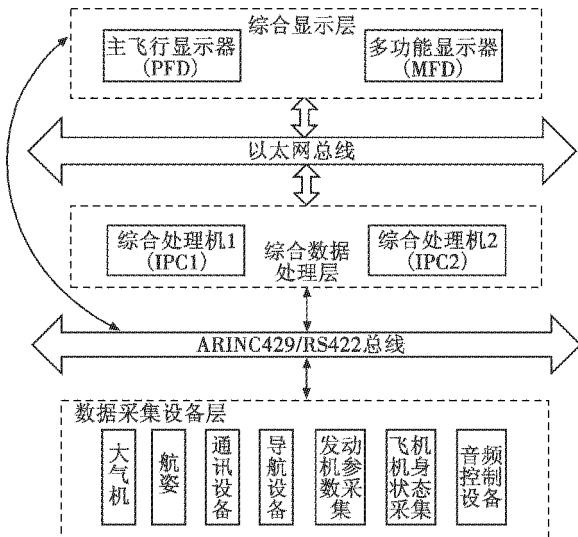 综合显示层
主飞行显示器
(PFD)
多功能显示器
(MFD)
以太网总线
综合处理机1
(IPC1)
综合数据
处理层
综合处理机2
(IPC2)
ARINC429/RS422总线
数据采集设备层
大气机
航姿
通讯设备
导航设备
发动机参数采集
飞机机身状态采集
音频控制设备